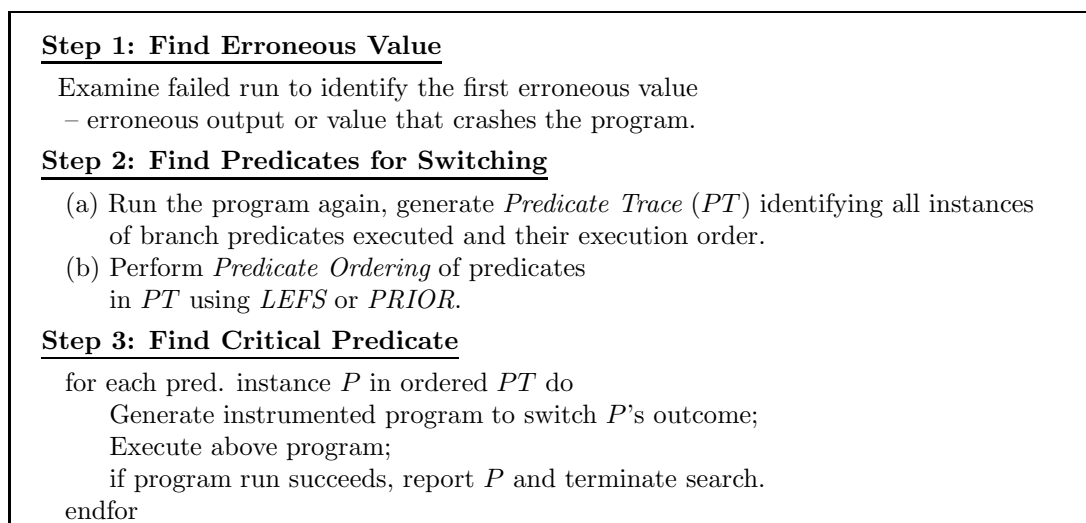 Step 1: Find Erroneous Value
Examine failed run to identify the first erroneous value
– erroneous output or value that crashes the program.
Step 2: Find Predicates for Switching
(a) Run the program again, generate Predicate Trace (PT) identifying all instances
of branch predicates executed and their execution order.
(b) Perform Predicate Ordering of predicates
in PT using LEFS or PRIOR.
Step 3: Find Critical Predicate
for each pred. instance P in ordered PT do
Generate instrumented program to switch P's outcome;
Execute above program;
if program run succeeds, report P and terminate search.
endfor